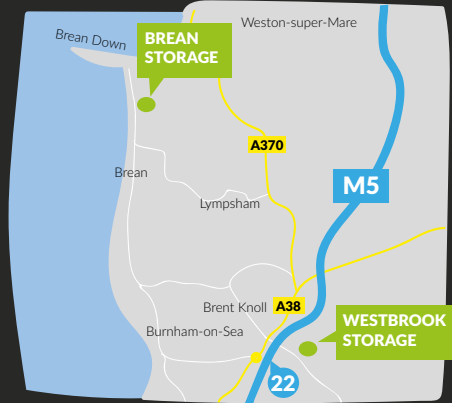 Weston-super-Mare
Brean Down
BREAN
STORAGE
A370
M5
Brean
Lympsham
Brent Knoll
A38
WESTBROOK
STORAGE
Burnham-on-Sea
22